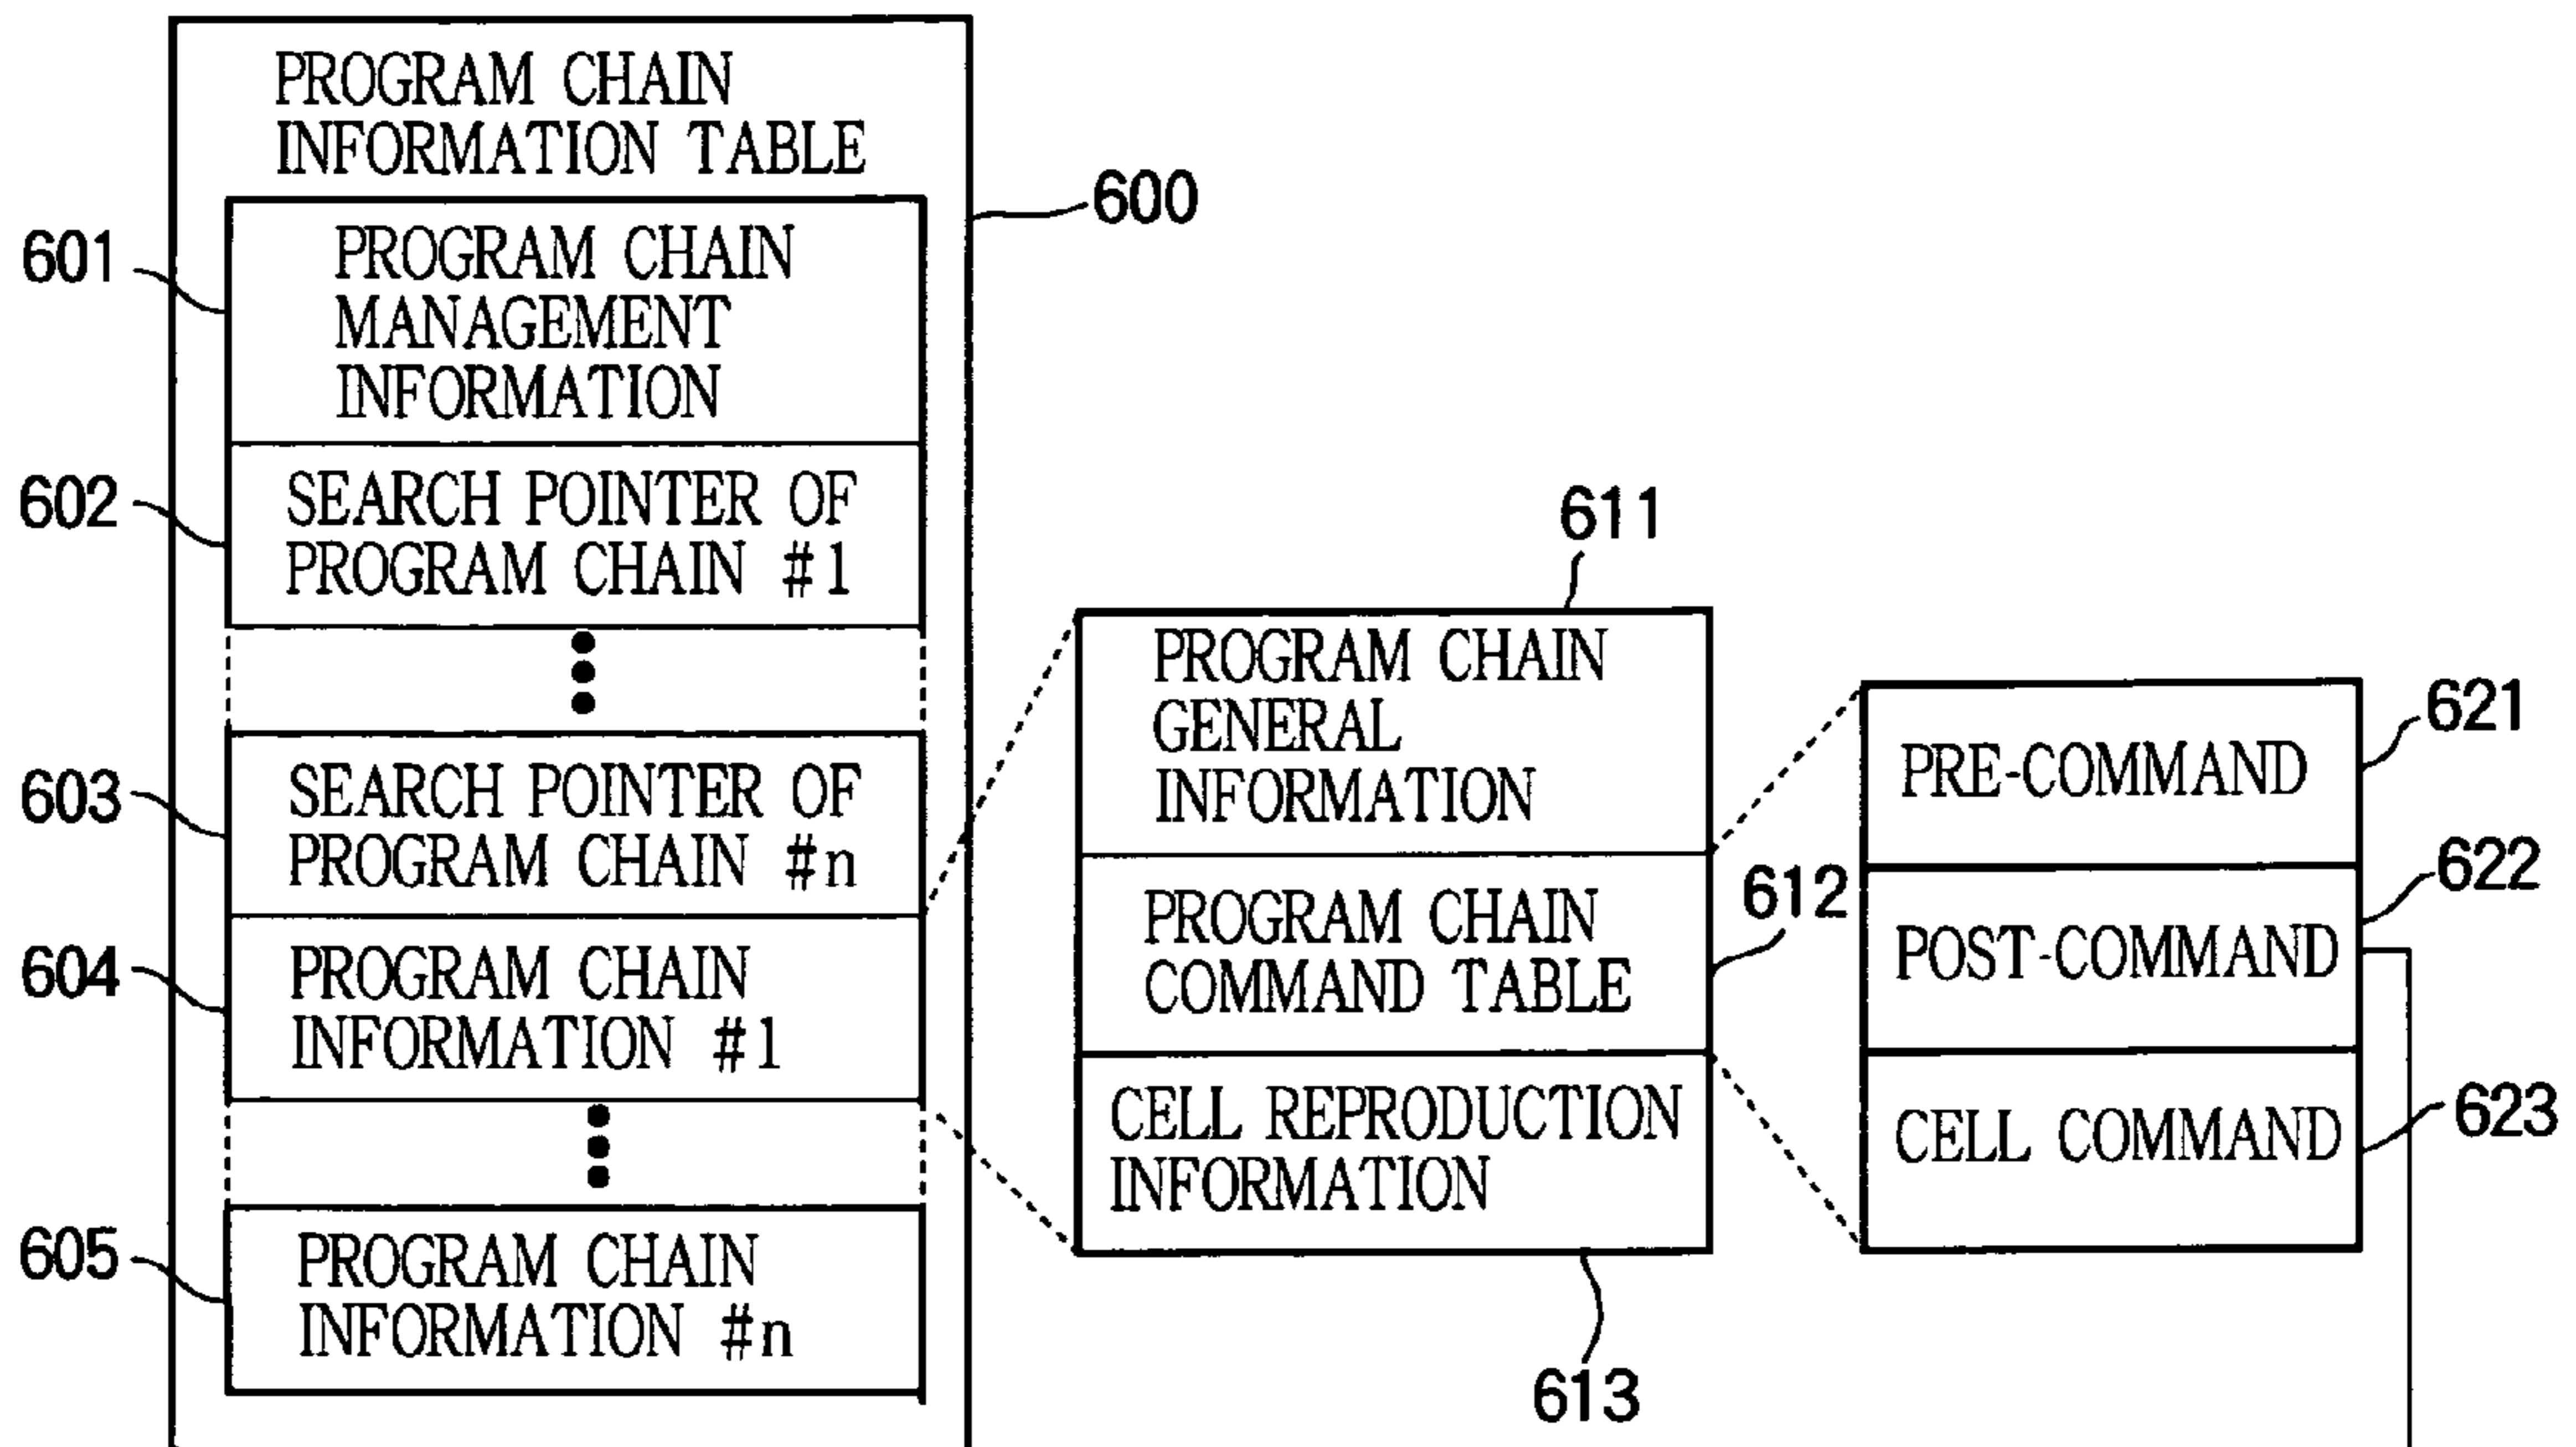 PROGRAM CHAIN
INFORMATION TABLE
600
601
PROGRAM CHAIN
MANAGEMENT
INFORMATION
602
SEARCH POINTER OF
PROGRAM CHAIN #1
603
SEARCH POINTER OF
PROGRAM CHAIN #n
604
PROGRAM CHAIN
INFORMATION #1
605
PROGRAM CHAIN
INFORMATION #n
611
PROGRAM CHAIN
GENERAL
INFORMATION
612
PROGRAM CHAIN
COMMAND TABLE
CELL REPRODUCTION
INFORMATION
613
621
PRE-COMMAND
622
POST-COMMAND
623
CELL COMMAND